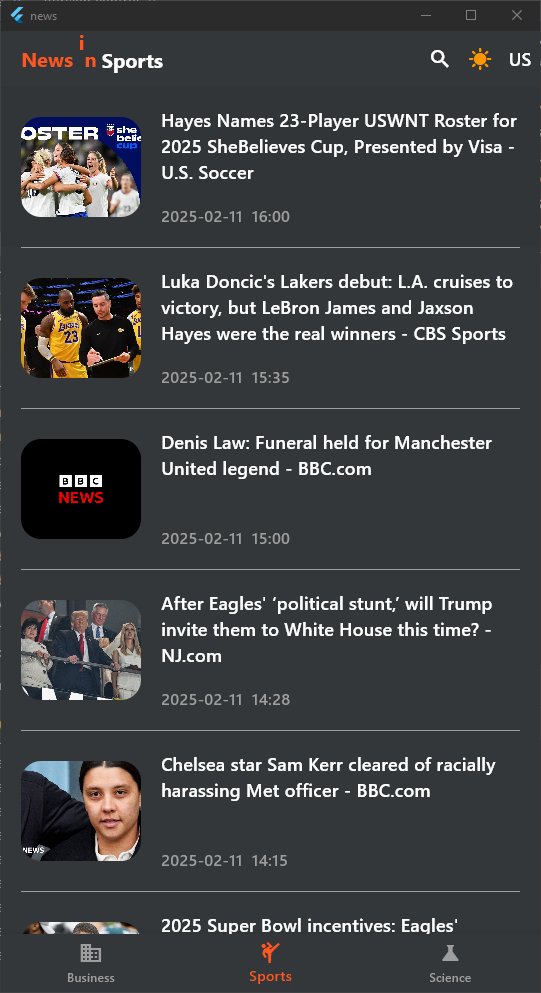 news
News in Sports
US
OSTER
she
belie
cup
Hayes Names 23-Player USWNT Roster for
2025 SheBelieves Cup, Presented by Visa -
U.S. Soccer
2025-02-11 16:00
23
Luka Doncic's Lakers debut: L.A. cruises to
victory, but LeBron James and Jaxson
Hayes were the real winners - CBS Sports
2025-02-11 15:35
BBC
NEWS
Denis Law: Funeral held for Manchester
United legend - BBC.com
2025-02-11 15:00
After Eagles' ‘political stunt,’ will Trump
invite them to White House this time? -
NJ.com
2025-02-11 14:28
NEWS
Chelsea star Sam Kerr cleared of racially
harassing Met officer - BBC.com
2025-02-11 14:15
2025 Super Bowl incentives: Eagles'
Business
Sports
Science